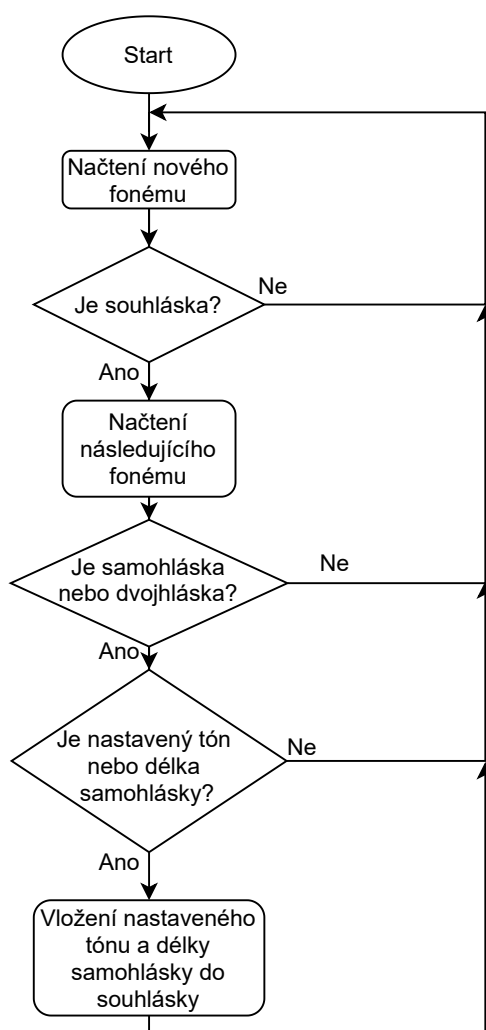 Start
Načtení nového
fonému
Je souhláska?
Ne
Ano
Načtení
následujícího
fonému
Je samohláska
nebo dvojhláska?
Ne
Ano
Je nastavený tón
nebo délka
samohlásky?
Ne
Ano
Vložení nastaveného
tónu a délky
samohlásky do
souhlásky